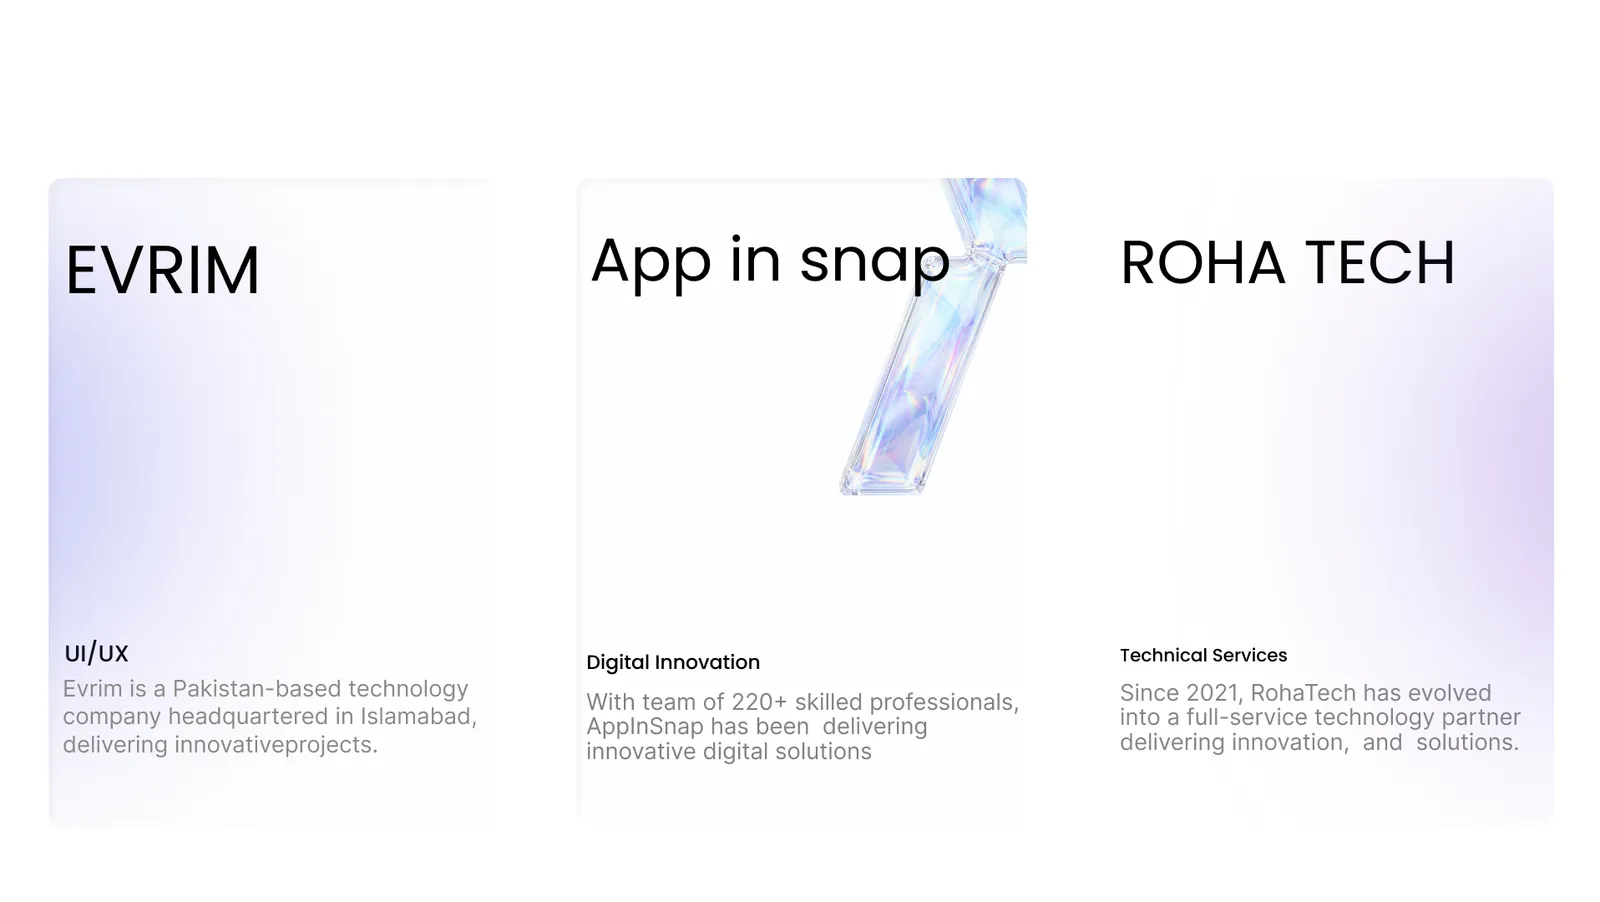 EVRIM
UI/UX
Evrim is a Pakistan-based technology
company headquartered in Islamabad,
delivering innovativeprojects.
App in snap
Digital Innovation
With team of 220+ skilled professionals,
AppInSnap has been  delivering
innovative digital solutions
ROHA TECH
Technical Services
Since 2021, RohaTech has evolved
into a full-service technology partner
delivering innovation,  and  solutions.